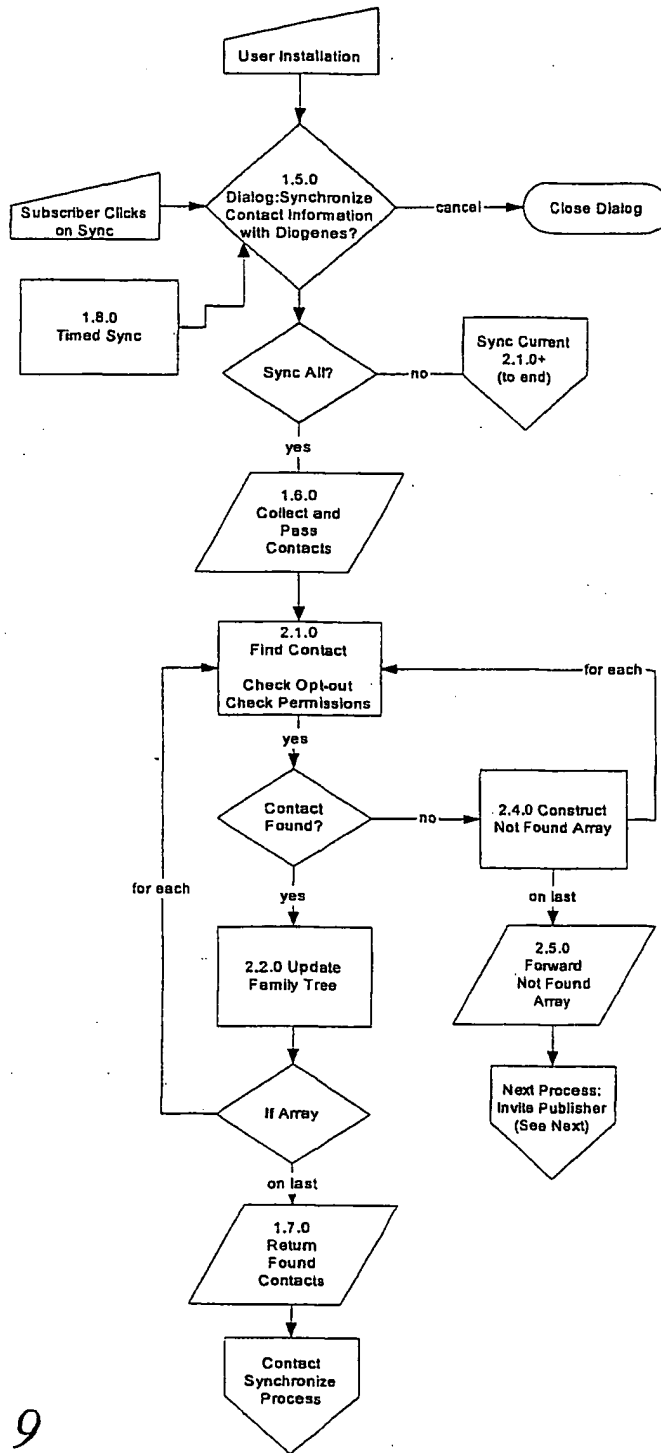 User Installation
1.5.0
Dialog:Synchronize
Contact Information
with Diogenes?
cancel
Close Dialog
Subscriber Clicks
on Sync
1.8.0
Timed Sync
Sync All?
no
Sync Current
2.1.0+
(to end)
yes
1.6.0
Collect and
Pass
Contacts
2.1.0
Find Contact
Check Opt-out
Check Permissions
for each
yes
Contact
Found?
no
2.4.0 Construct
Not Found Array
for each
yes
on last
2.2.0 Update
Family Tree
2.5.0
Forward
Not Found
Array
If Array
Next Process:
Invite Publisher
(See Next)
on last
1.7.0
Return
Found
Contacts
Contact
Synchronize
Process
9